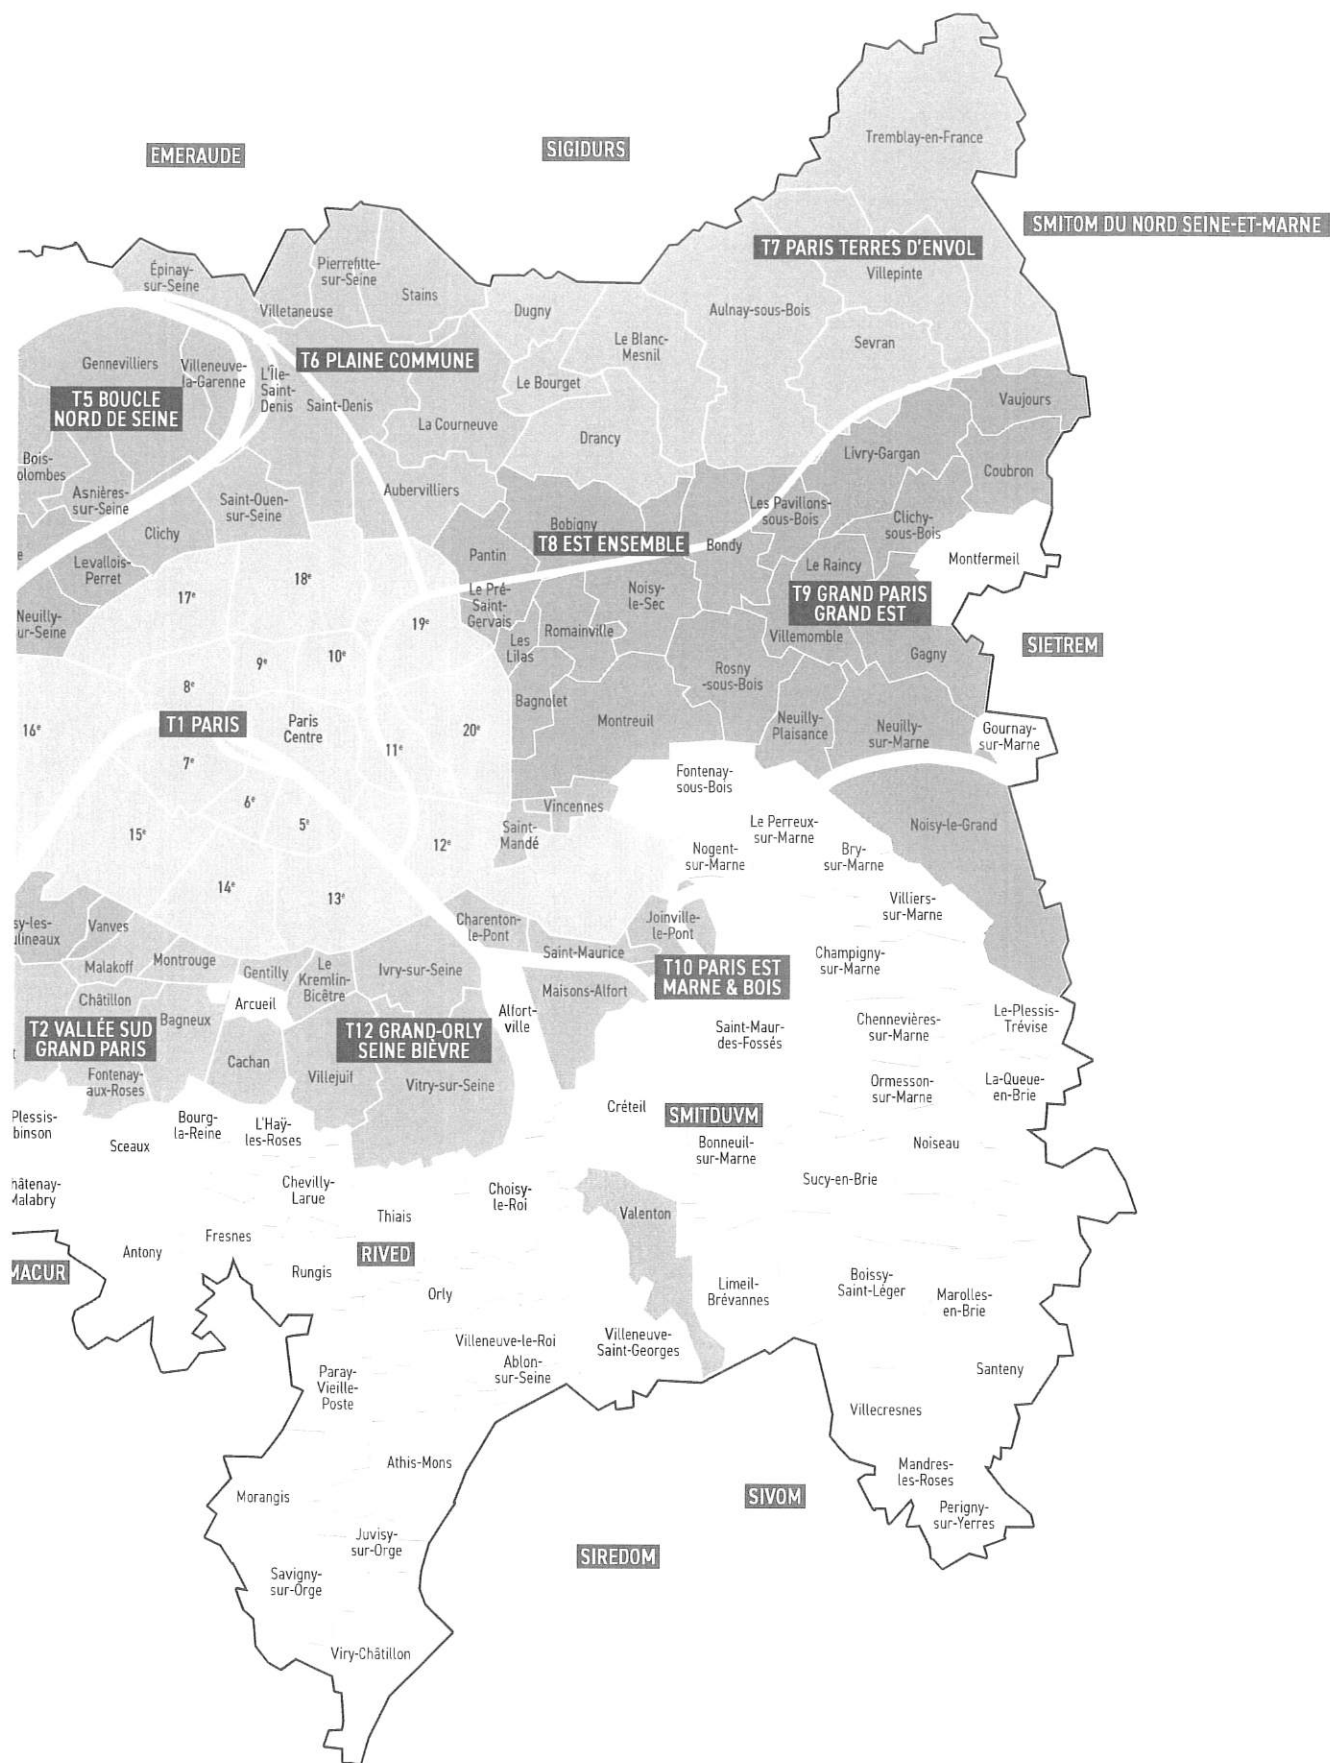 Tremblay-en-France
EMERAUDE
SIGIDURS
SMITOM DU NORD SEINE-ET-MARNE
T7 PARIS TERRES D'ENVOL
Villepinte
Épinay-
sur-Seine
Pierrefitte-
sur-Seine
Stains
Villetaneuse
Dugny
Aulnay-sous-Bois
Le Blanc-
Mesnil
Sevran
Gennevilliers
Villeneuve-
la-Garenne
T6 PLAINE COMMUNE
L'Île-
Saint-
Denis
Saint-Denis
Le Bourget
T5 BOUCLE
NORD DE SEINE
Vaujours
La Courneuve
Drancy
Livry-Gargan
Coubron
Bois-
olombes
Asnières-
sur-Seine
Saint-Ouen-
sur-Seine
Aubervilliers
Les Pavillons-
sous-Bois
Clichy-
sous-Bois
Clichy
Bobigny
T8 EST ENSEMBLE
Bondy
Pantin
Montfermeil
Levallois-
Perret
Le Raincy
18e
17e
Le Pré-
Saint-
Gervais
Noisy-
le-Sec
T9 GRAND PARIS
GRAND EST
Neuilly-
ur-Seine
19e
Romainville
Villemomble
Les
Lilas
SIETREM
Gagny
9e
10e
8e
Rosny
-sous-Bois
Bagnolet
16e
T1 PARIS
Paris
Centre
20e
Montreuil
Neuilly-
Plaisance
Neuilly-
sur-Marne
Gournay-
sur-Marne
11e
7e
Fontenay-
sous-Bois
6e
Vincennes
5e
15e
12e
Saint-
Mandé
Le Perreux-
sur-Marne
Noisy-le-Grand
Nogent-
sur-Marne
Bry-
sur-Marne
14e
13e
Villiers-
sur-Marne
sy-les-
ulineaux
Vanves
Charenton-
le-Pont
Joinville-
le-Pont
Saint-Maurice
Champigny-
sur-Marne
Malakoff
Montrouge
Gentilly
Le
Kremlin-
Bicêtre
Ivry-sur-Seine
T10 PARIS EST
MARNE & BOIS
Châtillon
Arcueil
Maisons-Alfort
Alfort-
ville
Bagneux
T2 VALLÉE SUD
GRAND PARIS
T12 GRAND-ORLY
SEINE BIÈVRE
Saint-Maur-
des-Fossés
Chennevières-
sur-Marne
Le-Plessis-
Trévise
Cachan
Fontenay-
aux-Roses
Villejuif
Vitry-sur-Seine
Ormesson-
sur-Marne
La-Queue-
en-Brie
Plessis-
binson
Sceaux
Bourg-
la-Reine
L'Haÿ-
les-Roses
Créteil
SMITDUVM
Bonneuil-
sur-Marne
Noiseau
hâtenay-
Malabry
Chevilly-
Larue
Choisy-
le-Roi
Sucy-en-Brie
Thiais
Valenton
Fresnes
Antony
RIVED
MACUR
Rungis
Orly
Limeil-
Brévannes
Boissy-
Saint-Léger
Marolles-
en-Brie
Villeneuve-le-Roi
Ablon-
sur-Seine
Villeneuve-
Saint-Georges
Paray-
Vieille-
Poste
Santeny
Villecresnes
Athis-Mons
Mandres-
les-Roses
Morangis
SIVOM
Perigny-
sur-Yerres
Juvisy-
sur-Orge
SIREDOM
Savigny-
sur-Orge
Viry-Châtillon